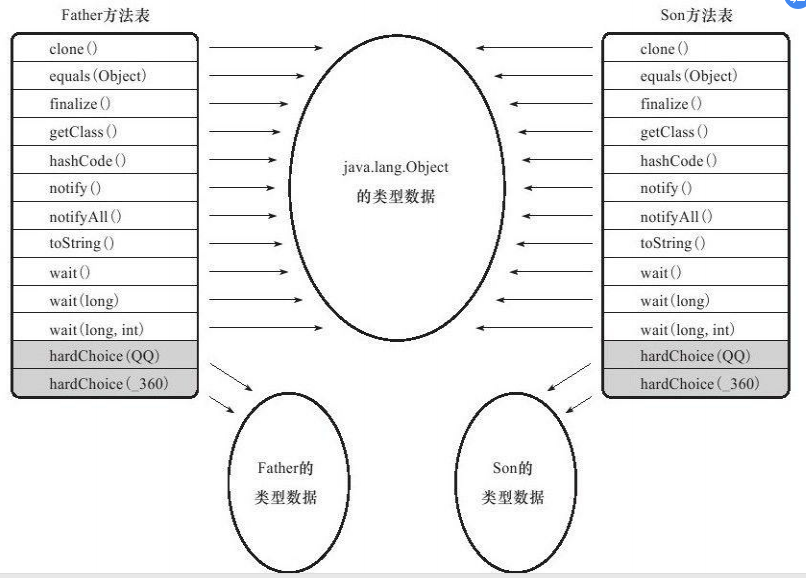 Father方法表
clone()
equals(Object)
finalize()
getClass()
hashCode()
notify()
notifyAll()
toString()
wait()
wait(long)
wait(long, int)
hardChoice(QQ)
hardChoice(_360)
java.lang.Object
的类型数据
Father的
类型数据
Son的
类型数据
Son方法表
clone()
equals(Object)
finalize()
getClass()
hashCode()
notify()
notifyAll()
toString()
wait()
wait(long)
wait(long, int)
hardChoice(QQ)
hardChoice(_360)